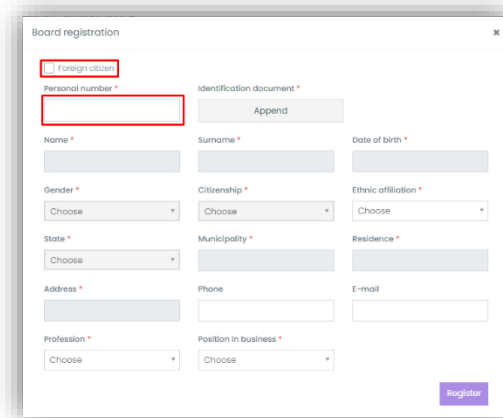 Board registration ×
Foreign citizen
Personal number * Identification document *
Append
Name * Surname * Date of birth *
Gender * Citizenship * Ethnic affiliation *
Choose Choose Choose
State * Municipality * Residence *
Choose
Address * Phone E-mail
Profession * Position in business *
Choose Choose
Register